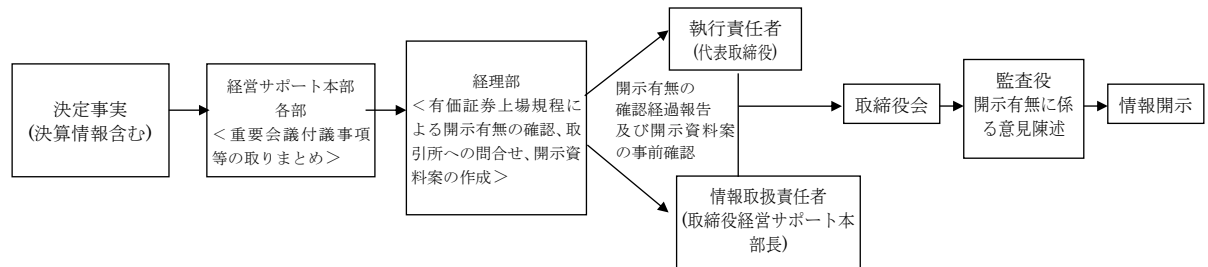 決定事実
(決算情報含む)
経営サポート本部
各部
＜重要会議付議事項
等の取りまとめ＞
経理部
＜有価証券上場規程に
よる開示有無の確認、取
引所への問合せ、開示資
料案の作成＞
執行責任者
(代表取締役)
開示有無の
確認経過報告
及び開示資料案
の事前確認
情報取扱責任者
(取締役経営サポート本
部長)
取締役会
監査役
開示有無に係
る意見陳述
情報開示